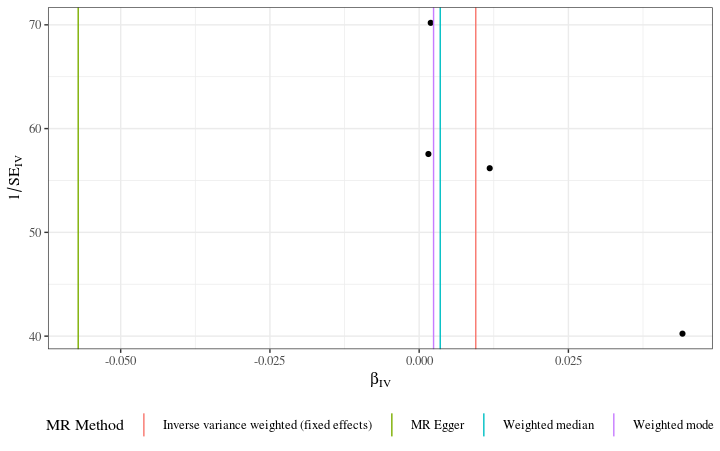 70
60
50
40
1/SE_IV
-0.050 -0.025 0.000 0.025
β_IV
MR Method Inverse variance weighted (fixed effects) MR Egger Weighted median Weighted mode